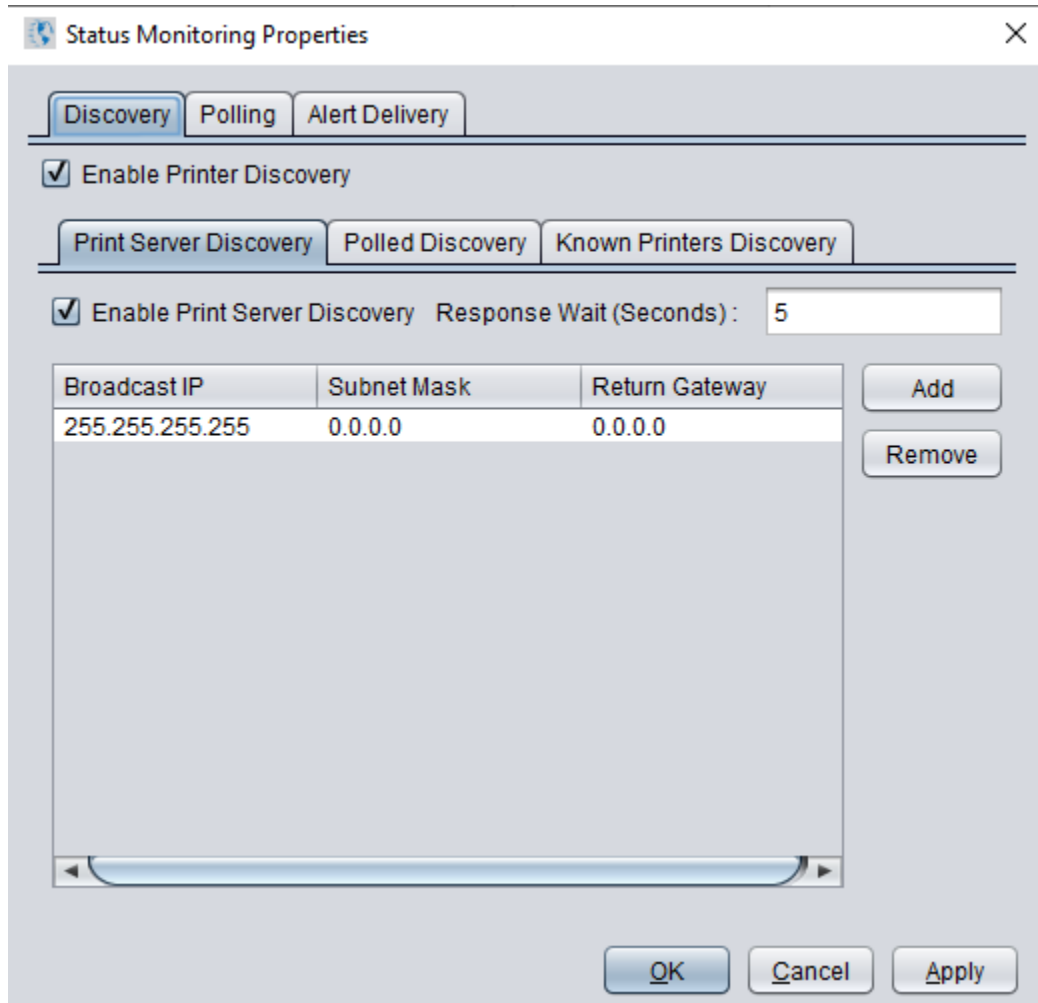 Status Monitoring Properties
Discovery Polling Alert Delivery
Enable Printer Discovery
Print Server Discovery Polled Discovery Known Printers Discovery
Enable Print Server Discovery Response Wait (Seconds) : 5
Broadcast IP Subnet Mask Return Gateway Add
255.255.255.255 0.0.0.0 0.0.0.0
Remove
OK Cancel Apply